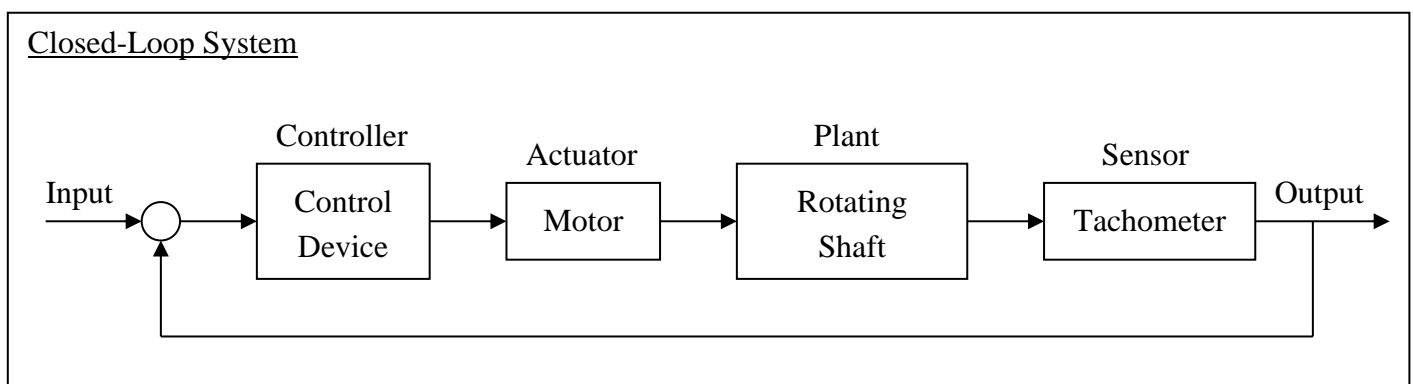 Closed-Loop System
Controller
Actuator
Plant
Sensor
Input
Control
Device
Motor
Rotating
Shaft
Tachometer
Output